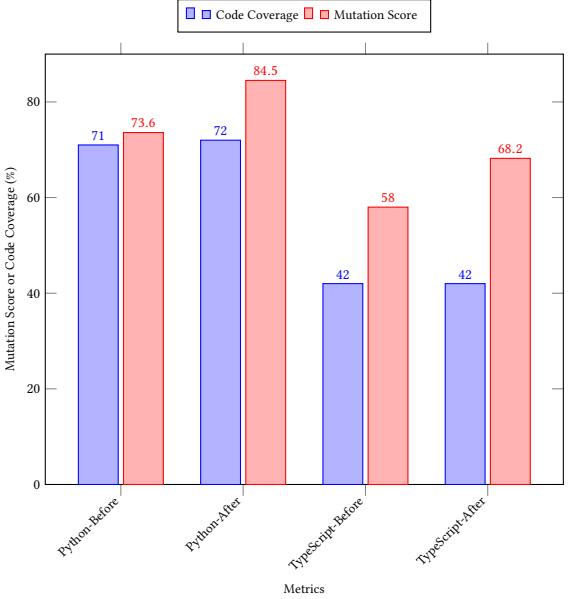 Code Coverage Mutation Score
Mutation Score or Code Coverage (%)
80
60
40
20
0
71
73.6
72
84.5
42
58
42
68.2
Python-Before
Python-After
TypeScript-Before
TypeScript-After
Metrics